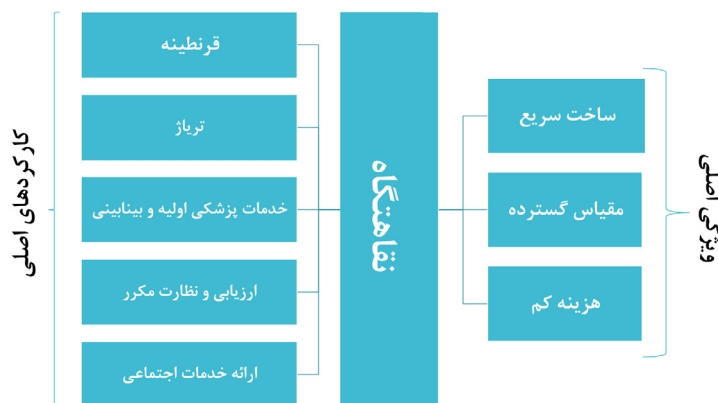 ویژگی اصلی
ساخت سریع
مقیاس گسترده
هزینه کم
نقاهتگاه
قرنطینه
تریاژ
خدمات پزشکی اولیه و بینابینی
ارزیابی و نظارت مکرر
ارائه خدمات اجتماعی
کارکردهای اصلی